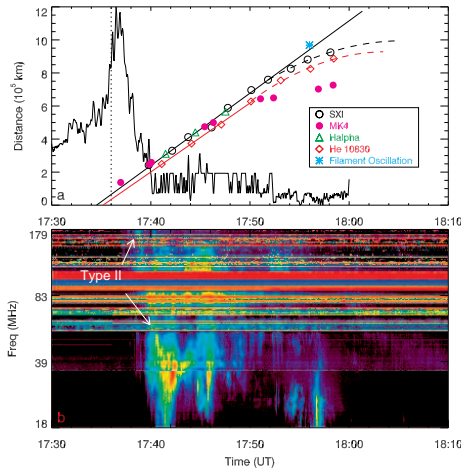 12
10
8
6
4
2
0
Distance (10⁵ km)
SXI
MK4
Halpha
He 10830
Filament Oscillation
a
17:30 17:40 17:50 18:00 18:10
179
83
39
18
Freq (MHz)
Type II
b
17:30 17:40 17:50 18:00 18:10
Time (UT)